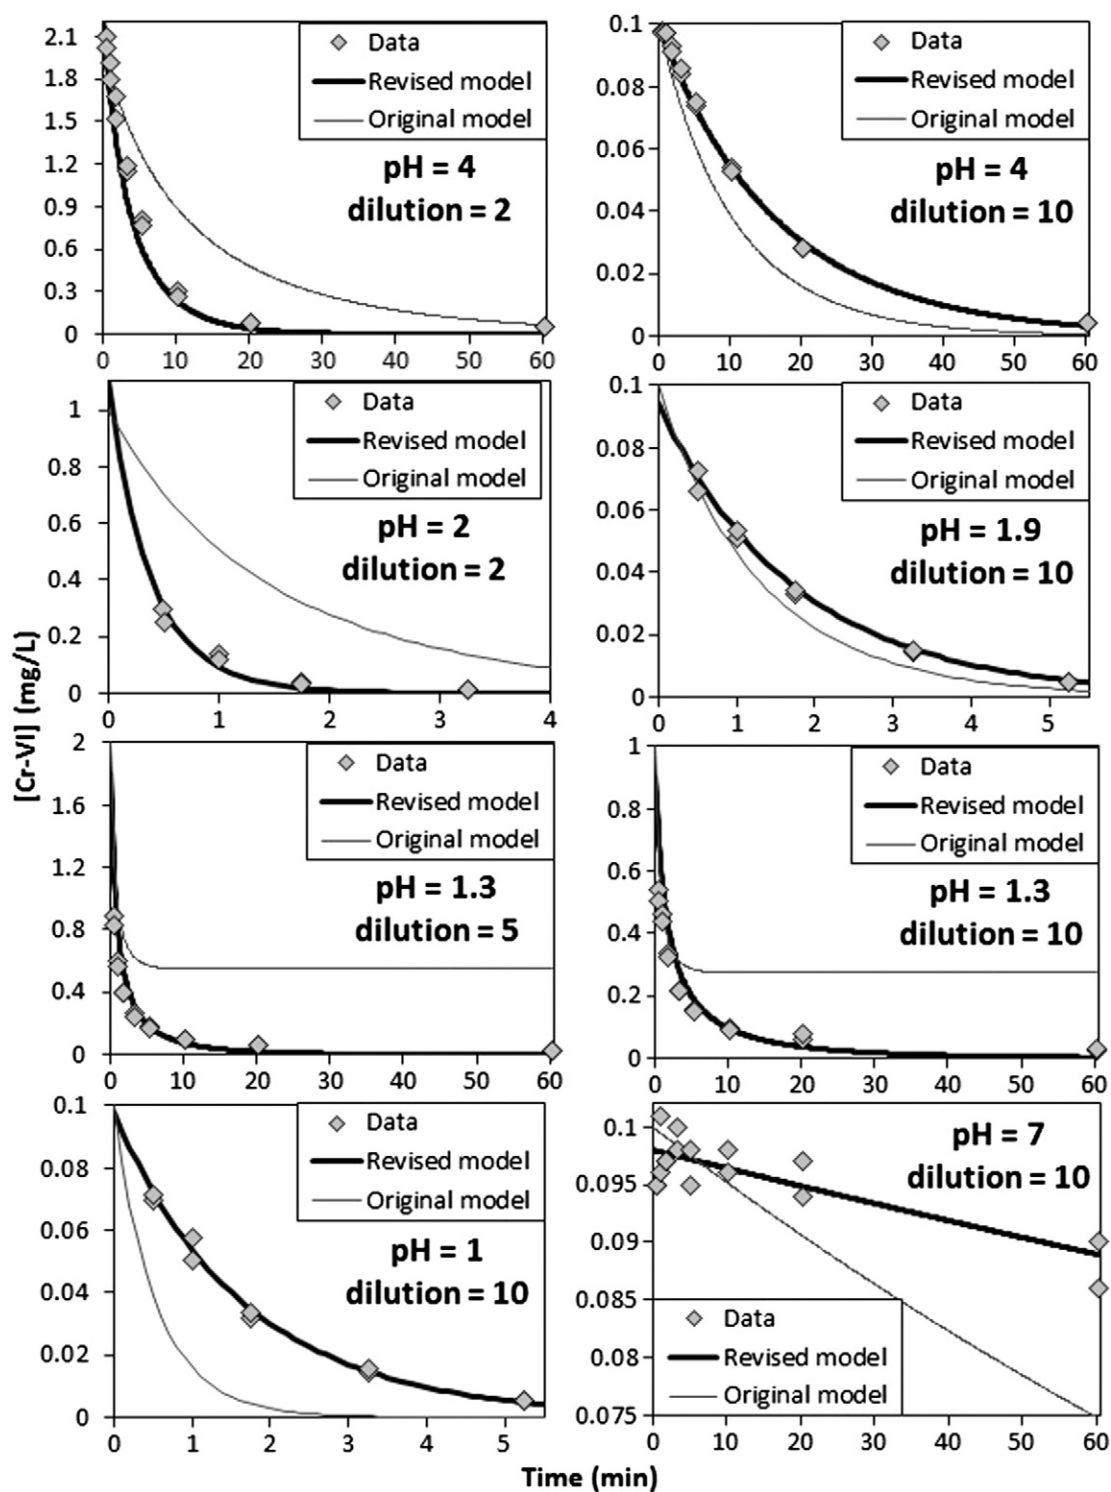 2.1
1.8
1.5
1.2
0.9
0.6
0.3
0
0 10 20 30 40 50 60
Data
Revised model
Original model
pH = 4
dilution = 2
0.1
0.08
0.06
0.04
0.02
0
0 10 20 30 40 50 60
Data
Revised model
Original model
pH = 4
dilution = 10
1
0.8
0.6
0.4
0.2
0
0 1 2 3 4
Data
Revised model
Original model
pH = 2
dilution = 2
0.1
0.08
0.06
0.04
0.02
0
0 1 2 3 4 5
Data
Revised model
Original model
pH = 1.9
dilution = 10
[Cr-VI] (mg/L)
2
1.6
1.2
0.8
0.4
0
0 10 20 30 40 50 60
Data
Revised model
Original model
pH = 1.3
dilution = 5
1
0.8
0.6
0.4
0.2
0
0 10 20 30 40 50 60
Data
Revised model
Original model
pH = 1.3
dilution = 10
0.1
0.08
0.06
0.04
0.02
0
0 1 2 3 4 5
Data
Revised model
Original model
pH = 1
dilution = 10
0.1
0.095
0.09
0.085
0.08
0.075
0 10 20 30 40 50 60
pH = 7
dilution = 10
Data
Revised model
Original model
Time (min)